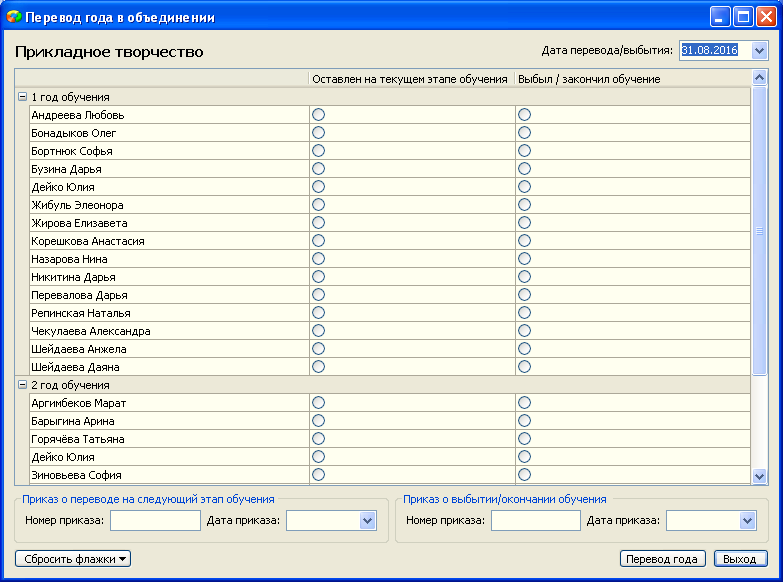 Перевод года в объединении
Прикладное творчество
Дата перевода/выбытия: 31.08.2016
Оставлен на текущем этапе обучения Выбыл / закончил обучение
1 год обучения
Андреева Любовь
Бонадыков Олег
Бортнюк Софья
Бузина Дарья
Дейко Юлия
Жибуль Элеонора
Жирова Елизавета
Корешкова Анастасия
Назарова Нина
Никитина Дарья
Перевалова Дарья
Репинская Наталья
Чекулаева Александра
Шейдаева Анжела
Шейдаева Даяна
2 год обучения
Аргимбеков Марат
Барыгина Арина
Горячёва Татьяна
Дейко Юлия
Зиновьева София
Приказ о переводе на следующий этап обучения
Номер приказа: Дата приказа:
Приказ о выбытии/окончании обучения
Номер приказа: Дата приказа:
Сбросить флажки
Перевод года
Выход